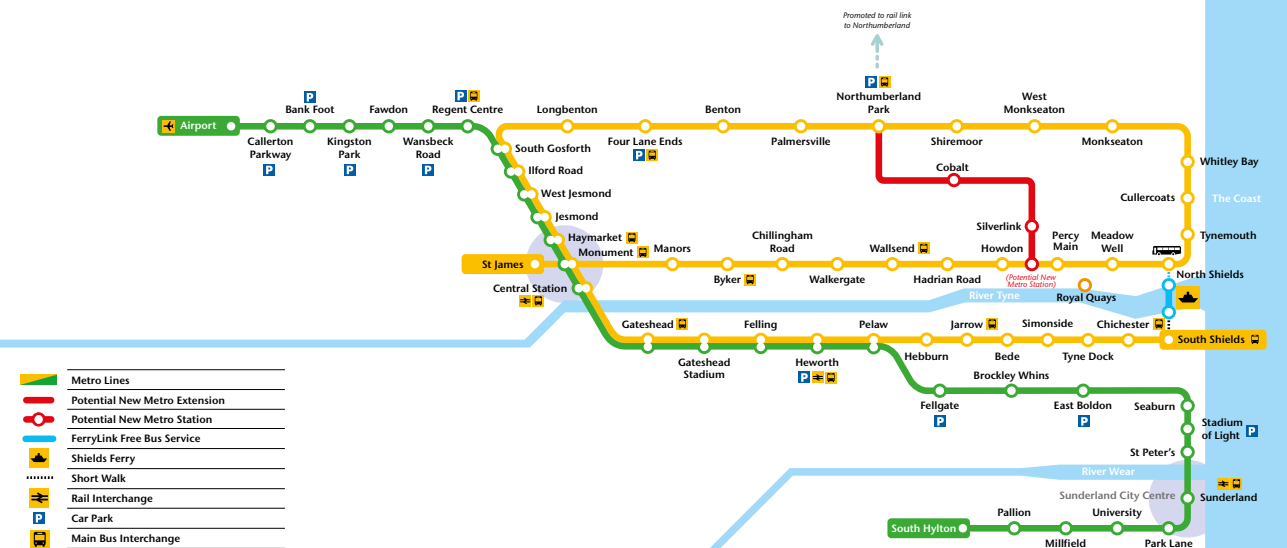 Promoted to rail link
to Northumberland
Airport
Callerton
Parkway
Bank Foot
Kingston
Park
Fawdon
Wansbeck
Road
Regent Centre
Longbenton
Four Lane Ends
Benton
Palmersville
Northumberland
Park
Shiremoor
West
Monkseaton
Monkseaton
South Gosforth
Ilford Road
West Jesmond
Jesmond
Haymarket
Monument
Whitley Bay
Cullercoats
The Coast
Tynemouth
Cobalt
Silverlink
St James
Manors
Byker
Chillingham
Road
Walkergate
Wallsend
Hadrian Road
Howdon
(Potential New
Metro Station)
Percy
Main
Meadow
Well
North Shields
Royal Quays
River Tyne
Central Station
Gateshead
Gateshead
Stadium
Felling
Heworth
Pelaw
Hebburn
Jarrow
Bede
Simonside
Tyne Dock
Chichester
South Shields
Fellgate
Brockley Whins
East Boldon
Seaburn
Stadium
of Light
St Peter's
River Wear
Sunderland City Centre
Sunderland
South Hylton
Pallion
Millfield
University
Park Lane
Metro Lines
Potential New Metro Extension
Potential New Metro Station
FerryLink Free Bus Service
Shields Ferry
Short Walk
Rail Interchange
P
Car Park
Main Bus Interchange